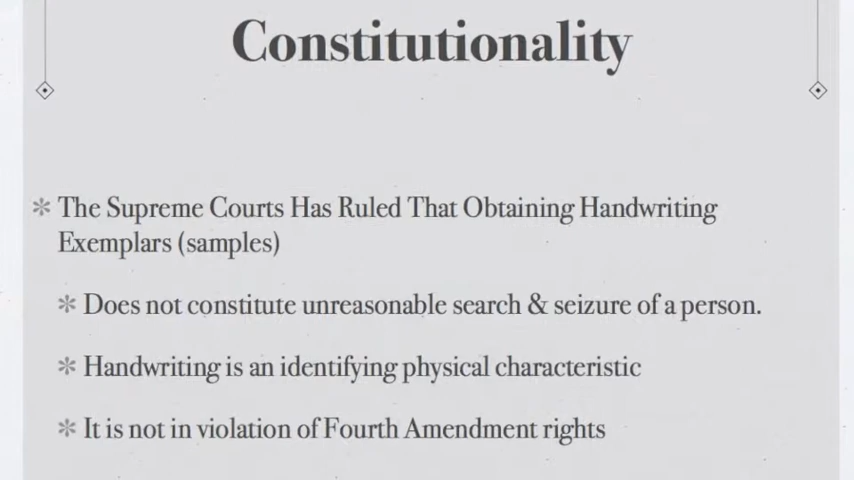 Constitutionality
* The Supreme Courts Has Ruled That Obtaining Handwriting
Exemplars (samples)
* Does not constitute unreasonable search & seizure of a person.
* Handwriting is an identifying physical characteristic
* It is not in violation of Fourth Amendment rights